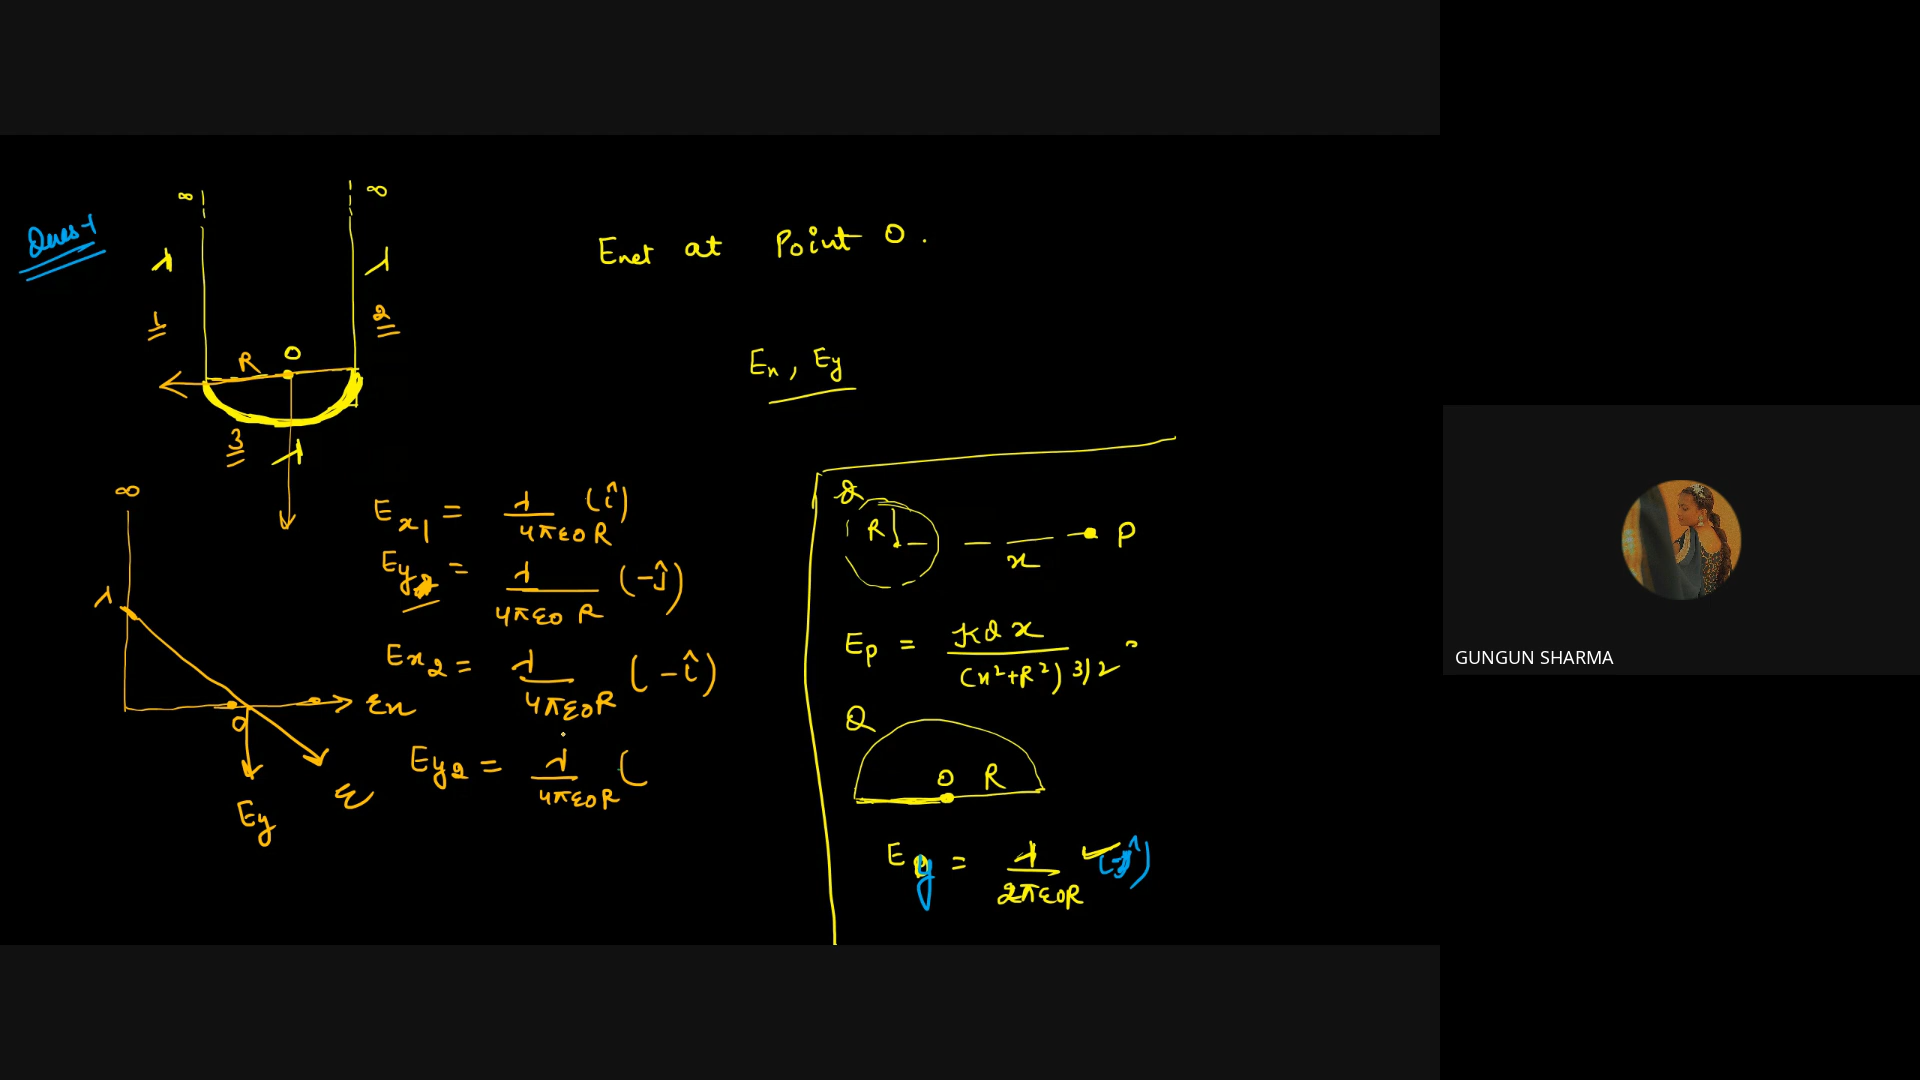 Ques-1
∞ ∞
λ λ
1 2
R O
3 λ
Enet at Point O.
Ex, Ey
∞
λ
O Ex
Ey E
Ex1 = λ/4πε0R (î)
Ey = λ/4πε0R (-ĵ)
Ex2 = λ/4πε0R (-î)
Ey2 = λ/4πε0R (
Q
R x P
Ep = KQx/(x²+R²)3/2
Q
O R
Ey = λ/2πε0R (-ĵ)
GUNGUN SHARMA